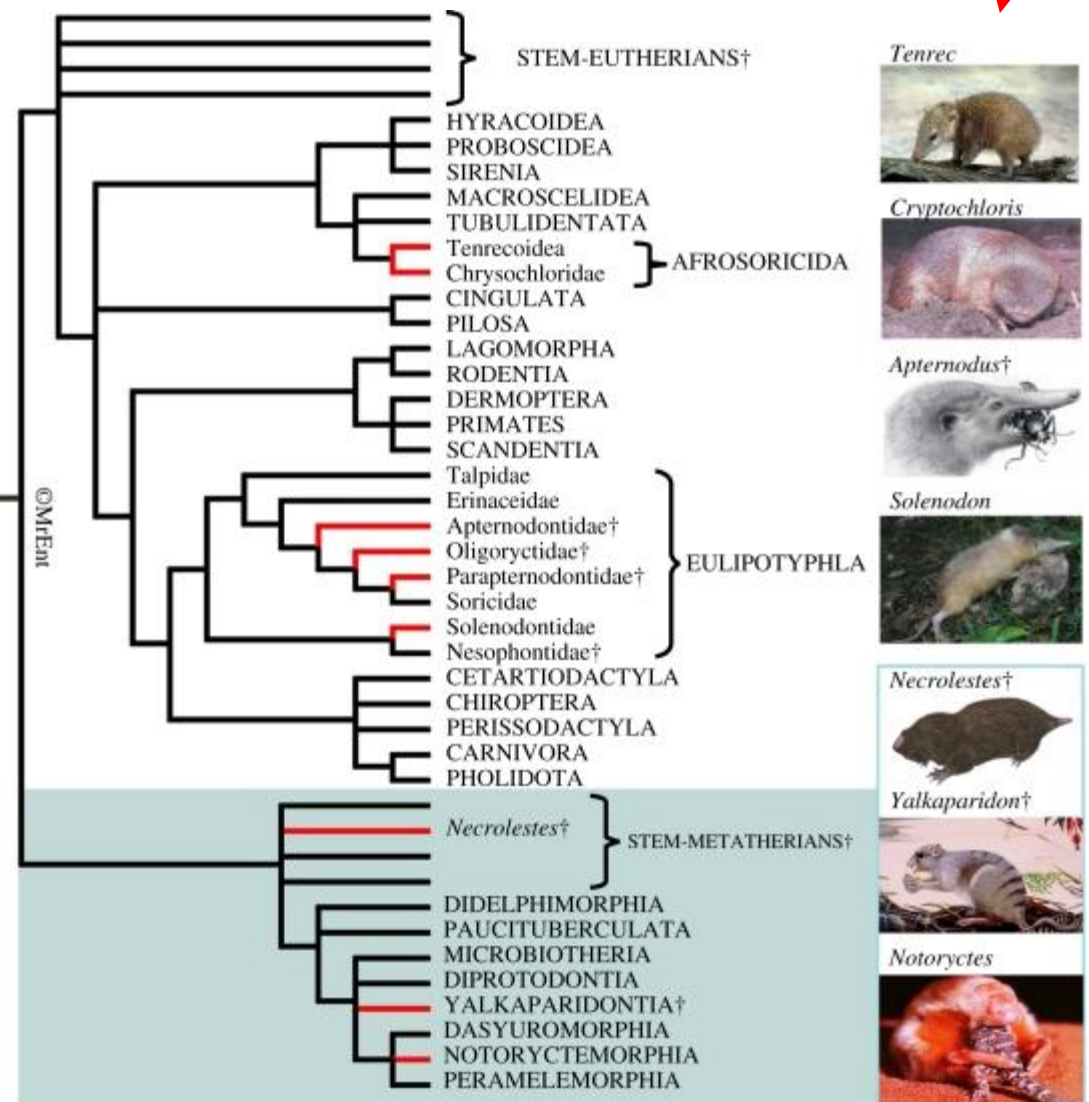 STEM-EUTHERIANS†
HYRACOIDEA
PROBOSCIDEA
SIRENIA
MACROSCELIDEA
TUBULIDENTATA
Tenrecoidea
Chrysochloridae
AFROSORICIDA
CINGULATA
PILOSA
LAGOMORPHA
RODENTIA
DERMOPTERA
PRIMATES
SCANDENTIA
Talpidae
Erinaceidae
Apternodontidae†
Oligoryctidae†
Parapternodontidae†
Soricidae
Solenodontidae
Nesophontidae†
EULIPOTYPHLA
CETARTIODACTYLA
CHIROPTERA
PERISSODACTYLA
CARNIVORA
PHOLIDOTA
Necrolestes†
STEM-METATHERIANS†
DIDELPHIMORPHIA
PAUCITUBERCULATA
MICROBIOTHERIA
DIPROTODONTIA
YALKAPARIDONTIA†
DASYUROMORPHIA
NOTORYCTEMORPHIA
PERAMELEMORPHIA
©MrEnt
Tenrec
Cryptochloris
Apternodus†
Solenodon
Necrolestes†
Yalkaparidon†
Notoryctes